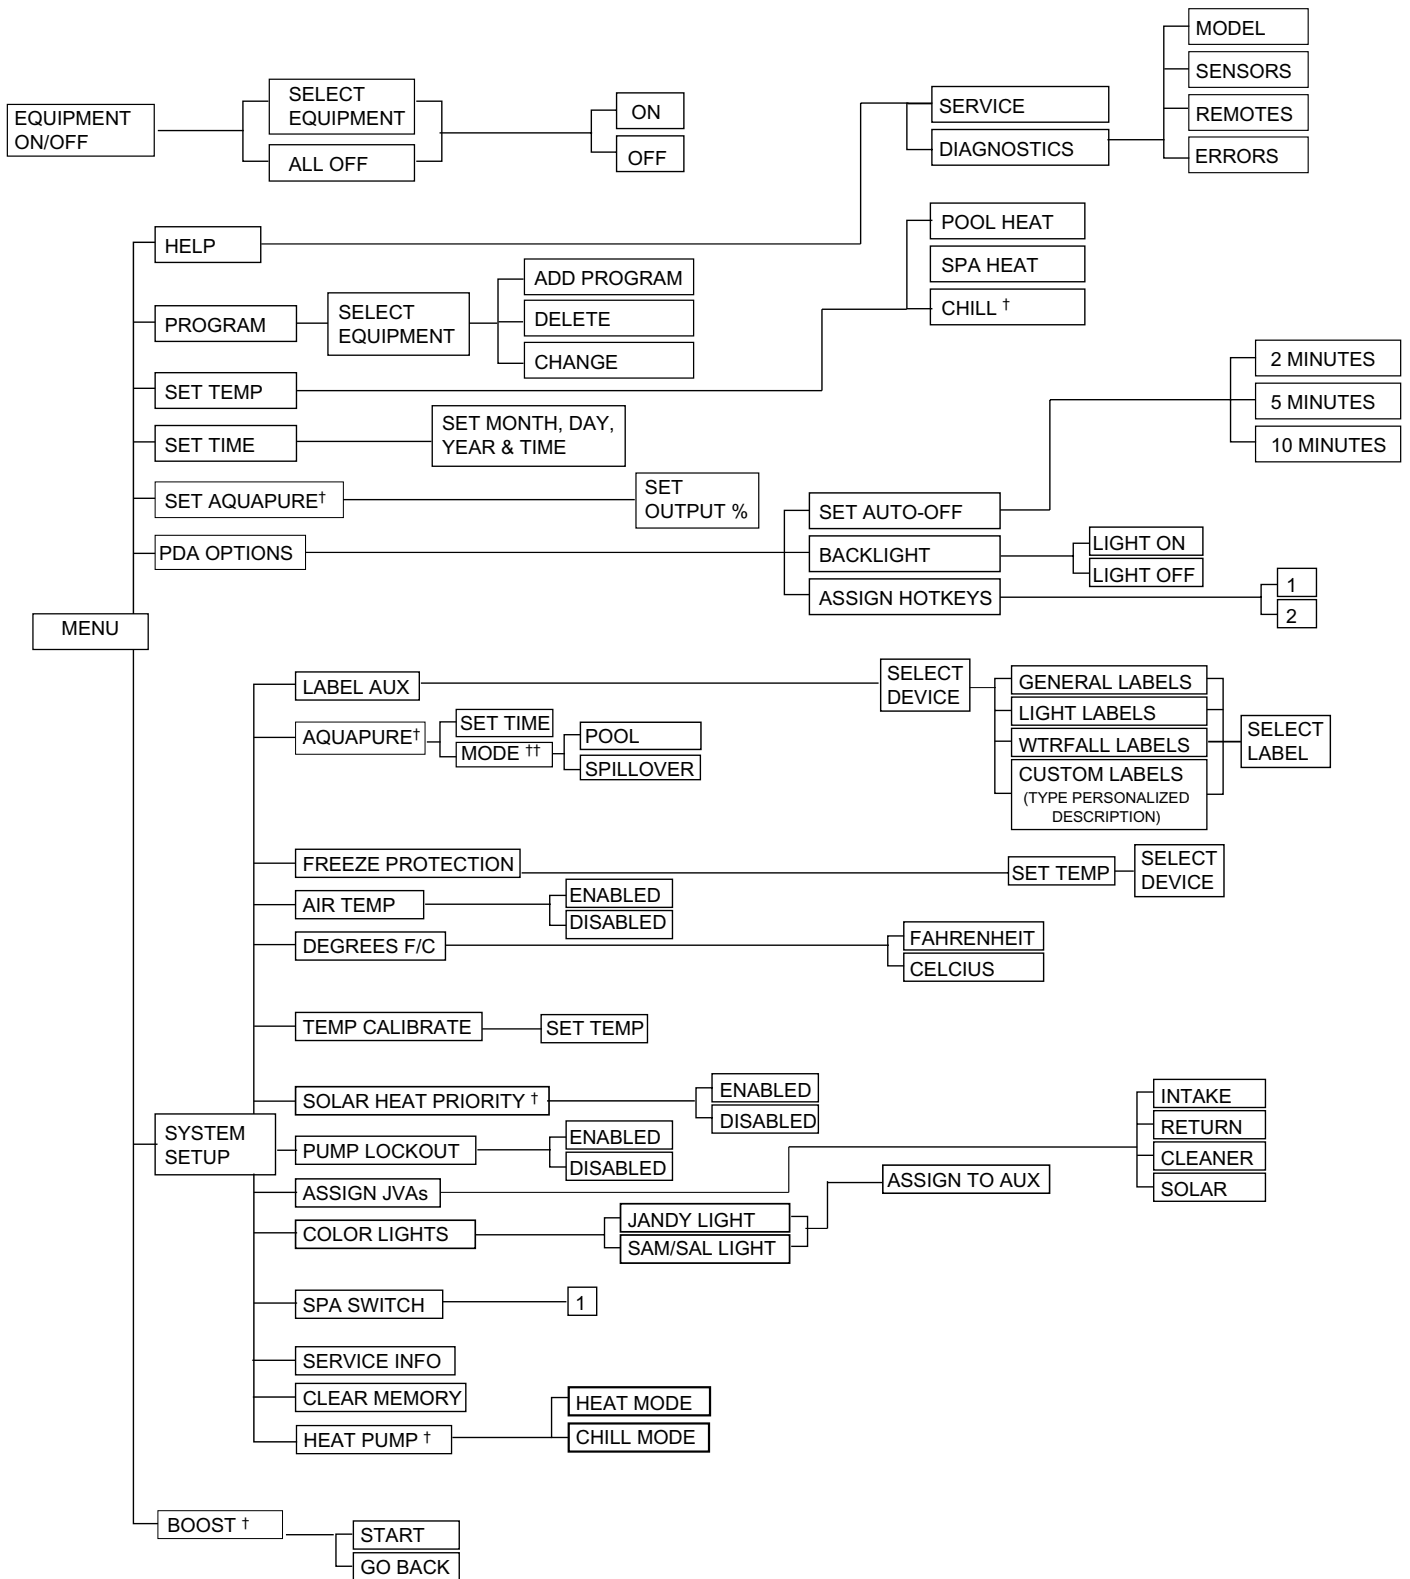 MODEL
SENSORS
REMOTES
ERRORS
EQUIPMENT
ON/OFF
SELECT
EQUIPMENT
ALL OFF
ON
OFF
SERVICE
DIAGNOSTICS
HELP
POOL HEAT
SPA HEAT
CHILL †
PROGRAM
SELECT
EQUIPMENT
ADD PROGRAM
DELETE
CHANGE
SET TEMP
SET TIME
SET MONTH, DAY,
YEAR & TIME
2 MINUTES
5 MINUTES
10 MINUTES
SET AQUAPURE†
SET
OUTPUT %
PDA OPTIONS
SET AUTO-OFF
BACKLIGHT
LIGHT ON
LIGHT OFF
ASSIGN HOTKEYS
1
2
MENU
LABEL AUX
SELECT
DEVICE
GENERAL LABELS
LIGHT LABELS
WTRFALL LABELS
CUSTOM LABELS
(TYPE PERSONALIZED
DESCRIPTION)
SELECT
LABEL
AQUAPURE†
SET TIME
MODE ††
POOL
SPILLOVER
FREEZE PROTECTION
SET TEMP
SELECT
DEVICE
AIR TEMP
ENABLED
DISABLED
DEGREES F/C
FAHRENHEIT
CELCIUS
TEMP CALIBRATE
SET TEMP
SOLAR HEAT PRIORITY †
ENABLED
DISABLED
SYSTEM
SETUP
PUMP LOCKOUT
ENABLED
DISABLED
ASSIGN JVAs
INTAKE
RETURN
CLEANER
SOLAR
COLOR LIGHTS
JANDY LIGHT
SAM/SAL LIGHT
ASSIGN TO AUX
SPA SWITCH
1
SERVICE INFO
CLEAR MEMORY
HEAT PUMP †
HEAT MODE
CHILL MODE
BOOST †
START
GO BACK